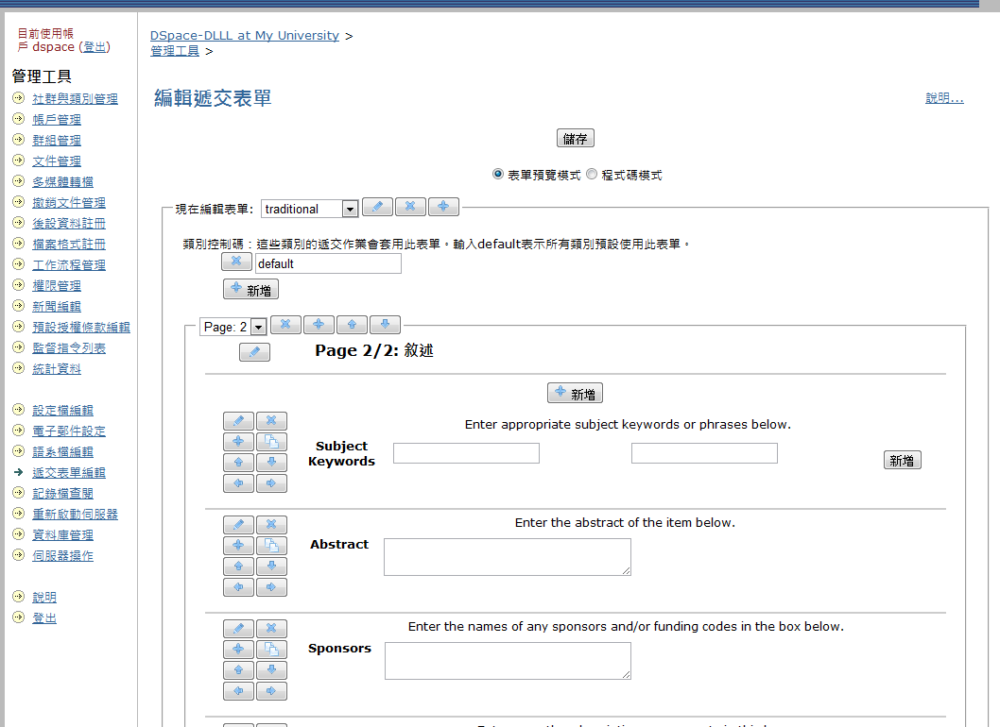 目前使用帳
戶 dspace (登出)
管理工具
社群與類別管理
帳戶管理
群組管理
文件管理
多媒體轉檔
撤銷文件管理
後設資料註冊
檔案格式註冊
工作流程管理
權限管理
新聞編輯
預設授權條款編輯
監督指令列表
統計資料
設定檔編輯
電子郵件設定
語系檔編輯
遞交表單編輯
記錄檔查閱
重新啟動伺服器
資料庫管理
伺服器操作
說明
登出
DSpace-DLLL at My University >
管理工具 >
編輯遞交表單
說明...
儲存
表單預覽模式 程式碼模式
現在編輯表單: traditional
類別控制碼：這些類別的遞交作業會套用此表單。輸入default表示所有類別預設使用此表單。
default
新增
Page: 2
Page 2/2: 敘述
新增
Enter appropriate subject keywords or phrases below.
Subject
Keywords
新增
Enter the abstract of the item below.
Abstract
Enter the names of any sponsors and/or funding codes in the box below.
Sponsors